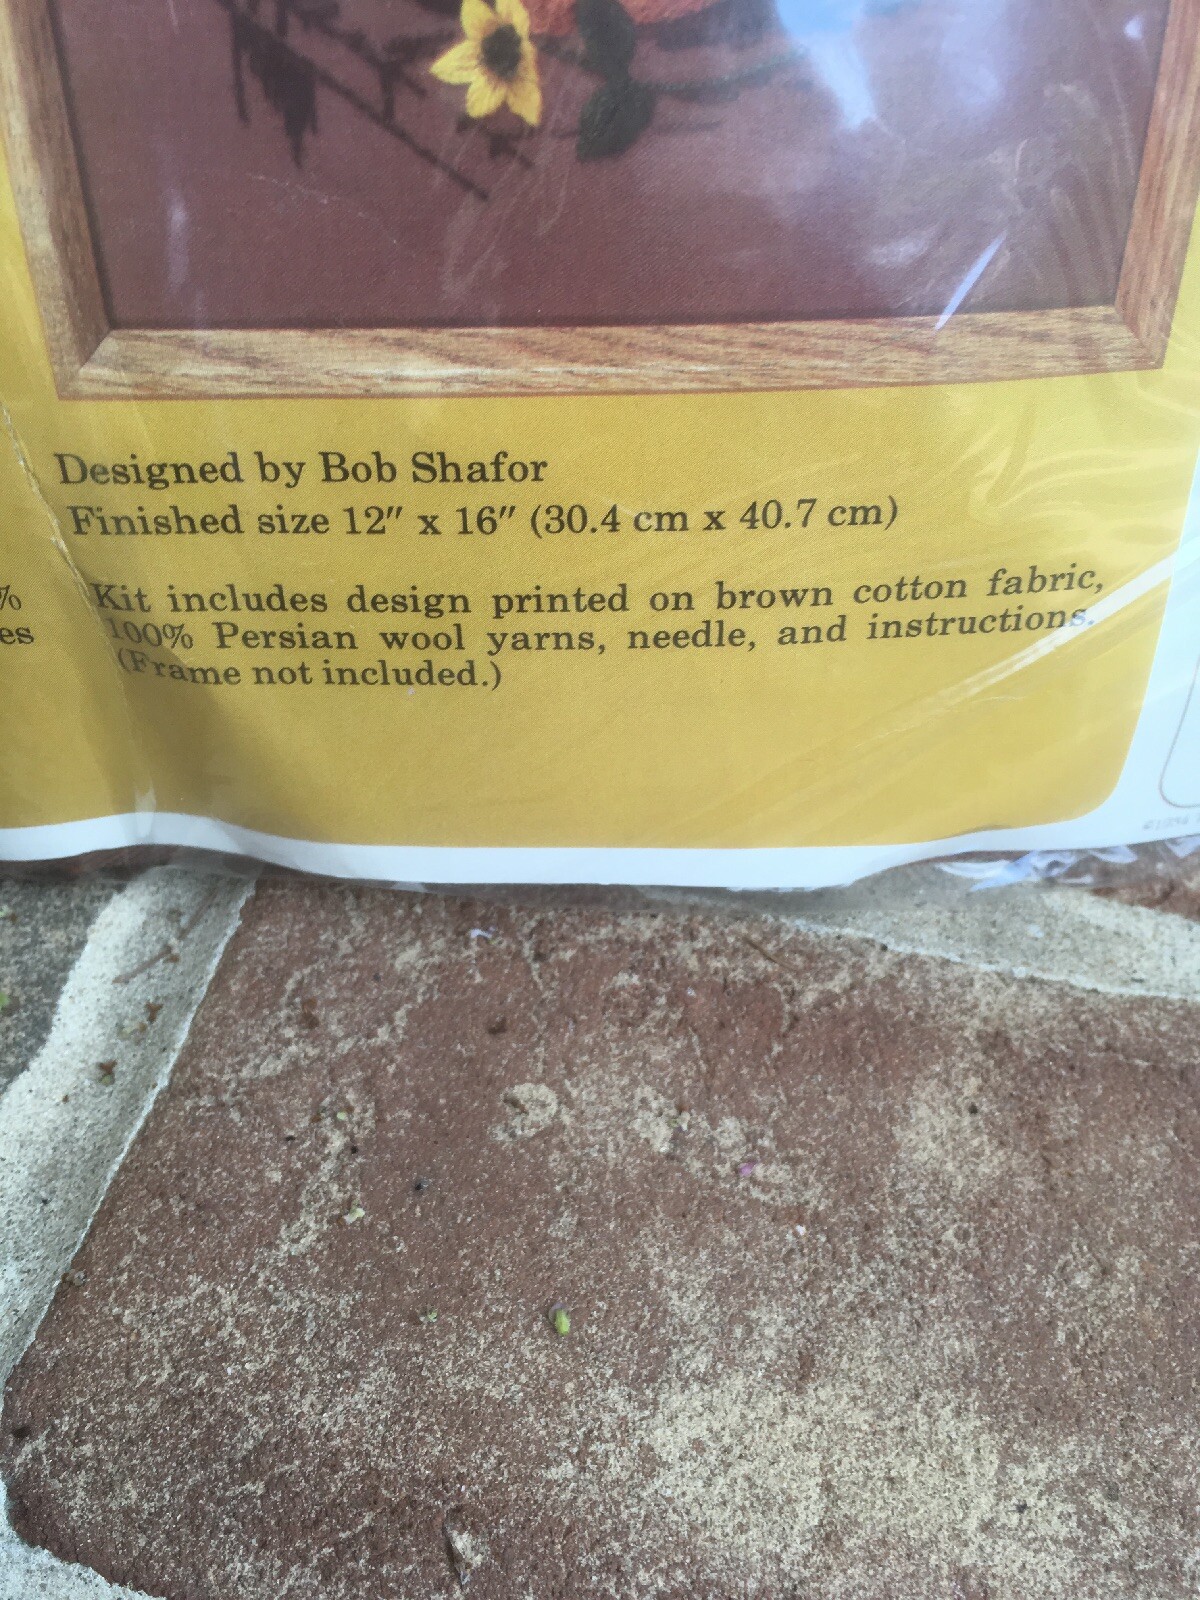 Designed by Bob Shafor
Finished size 12″ x 16″ (30.4 cm x 40.7 cm)
%
es
Kit includes design printed on brown cotton fabric,
100% Persian wool yarns, needle, and instructions.
(Frame not included.)